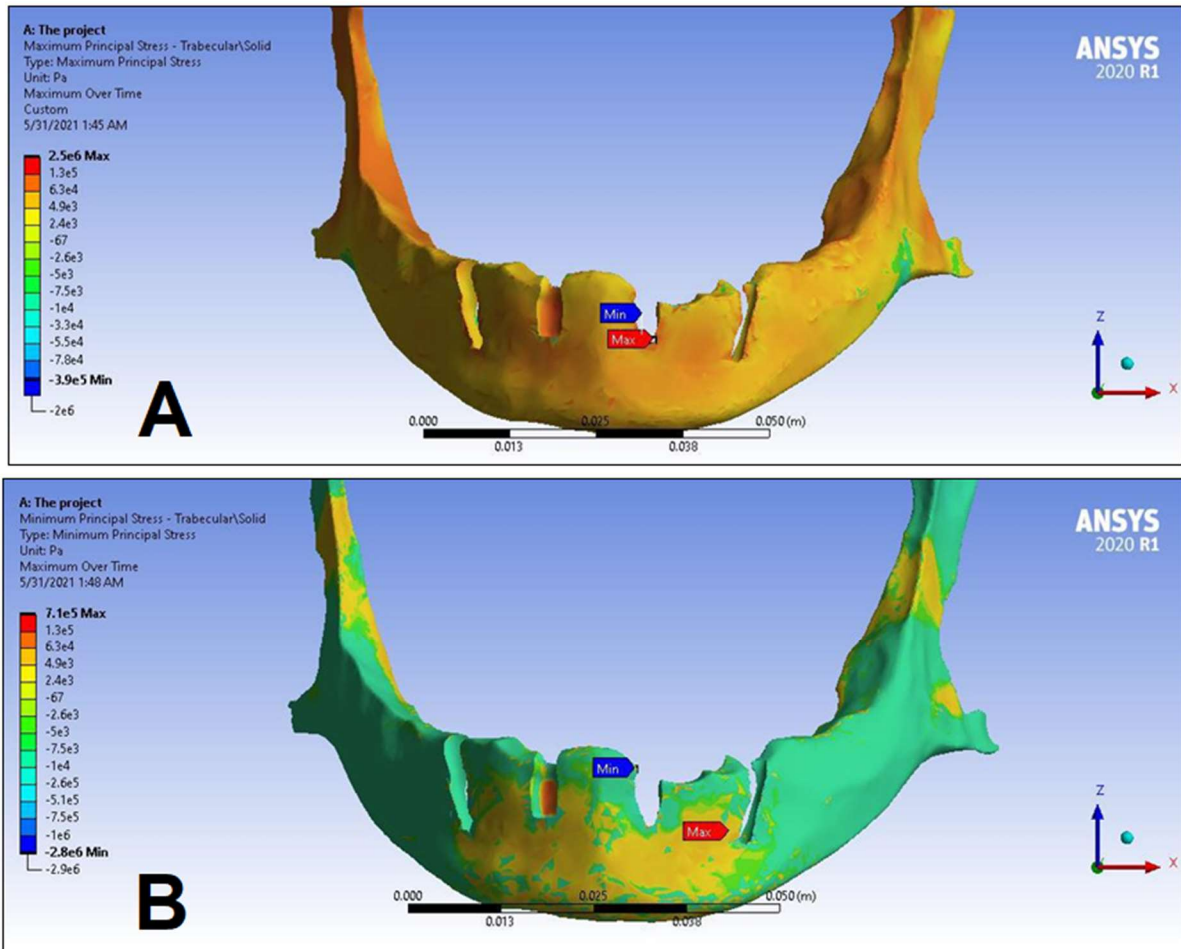 A: The project
Maximum Principal Stress - Trabecular\Solid
Type: Maximum Principal Stress
Unit: Pa
Maximum Over Time
Custom
5/31/2021 1:45 AM
ANSYS
2020 R1
2.5e6 Max
1.3e5
6.3e4
4.9e3
2.4e3
-67
-2.6e3
-5e3
-7.5e3
-1e4
-3.3e4
-5.5e4
-7.8e4
-3.9e5 Min
-2e6
Min
Max
Z
X
A
0.000 0.025 0.050 (m)
0.013 0.038
A: The project
Minimum Principal Stress - Trabecular\Solid
Type: Minimum Principal Stress
Unit: Pa
Maximum Over Time
5/31/2021 1:48 AM
ANSYS
2020 R1
7.1e5 Max
1.3e5
6.3e4
4.9e3
2.4e3
-67
-2.6e3
-5e3
-7.5e3
-1e4
-2.6e5
-5.1e5
-7.5e5
-1e6
-2.8e6 Min
-2.9e6
Min
Max
Z
X
B
0.000 0.025 0.050 (m)
0.013 0.038